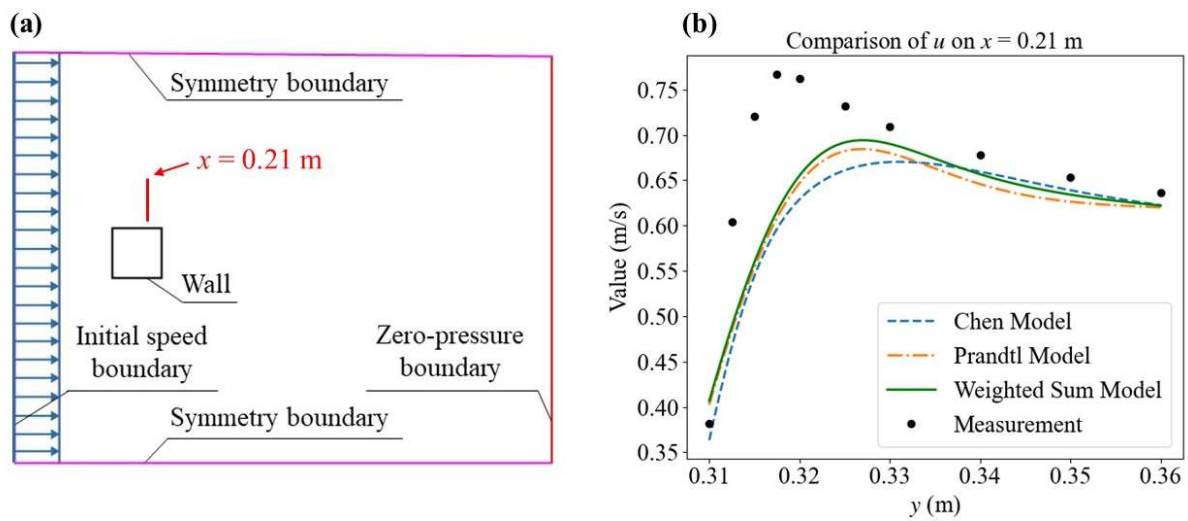 (a)
Symmetry boundary
x = 0.21 m
Wall
Initial speed
boundary
Zero-pressure
boundary
Symmetry boundary
(b)
Comparison of u on x = 0.21 m
Value (m/s)
0.75
0.70
0.65
0.60
0.55
0.50
0.45
0.40
0.35
Chen Model
Prandtl Model
Weighted Sum Model
Measurement
0.31 0.32 0.33 0.34 0.35 0.36
y (m)